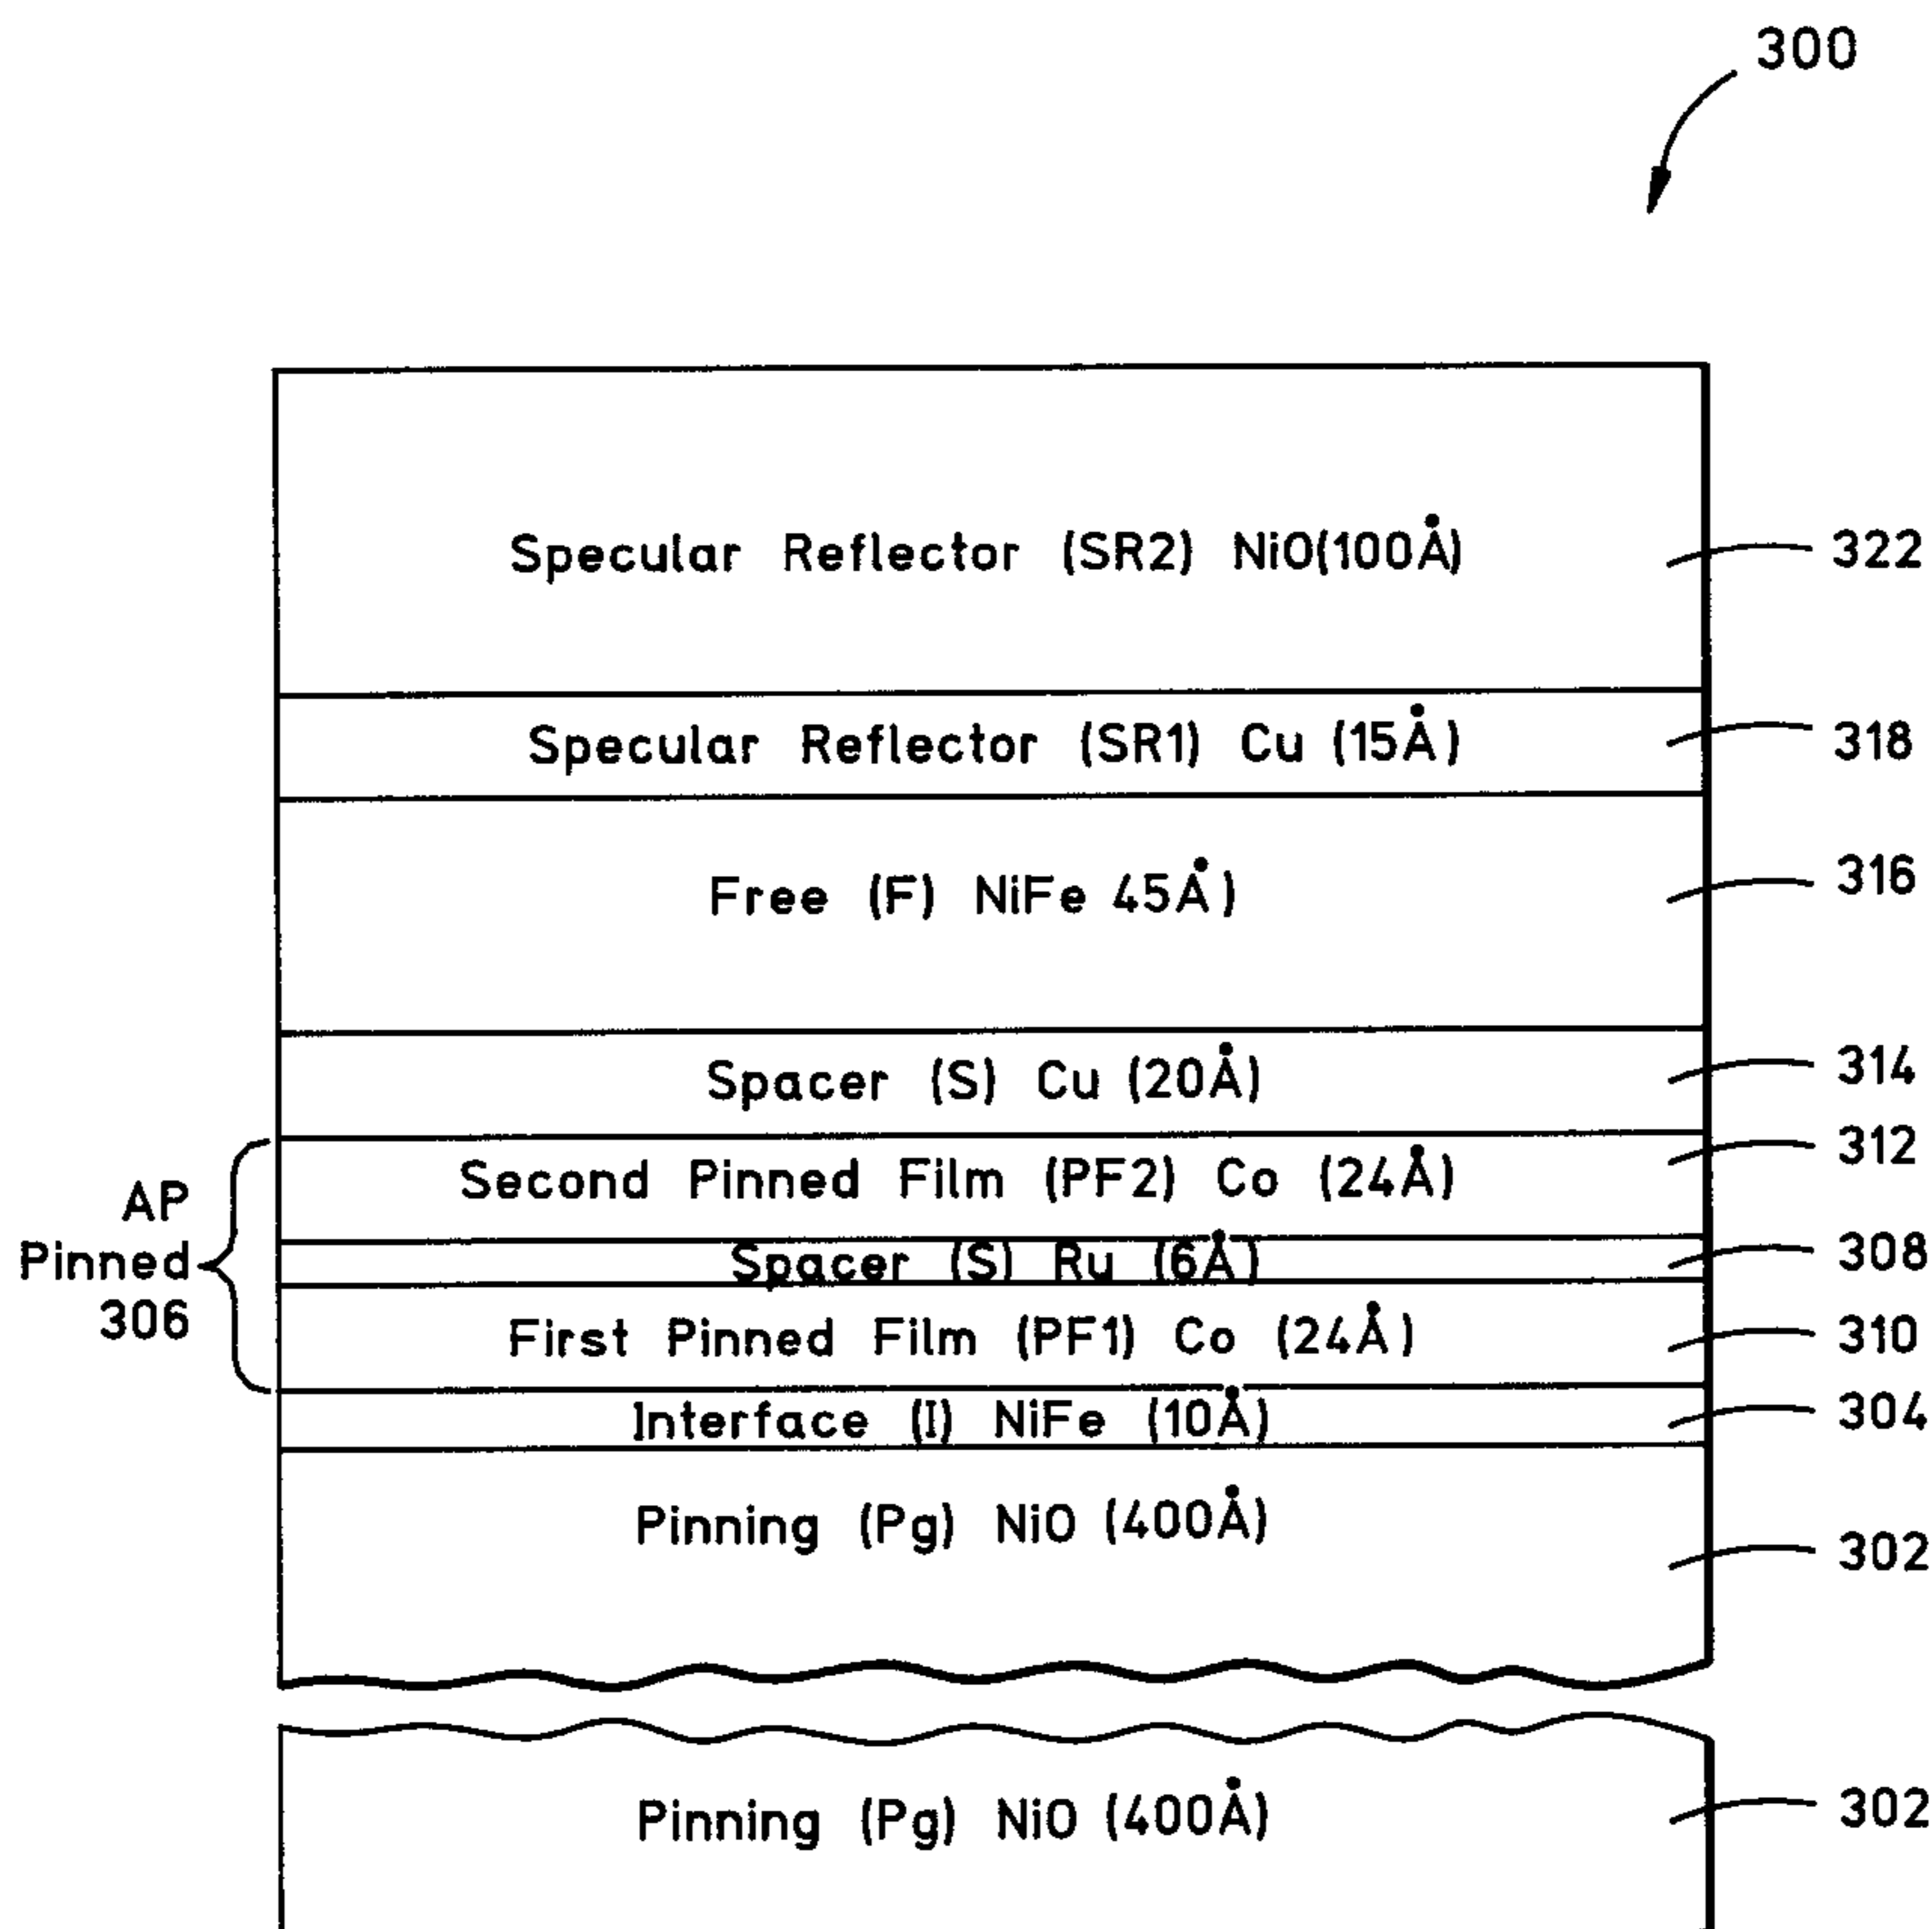 300
Specular Reflector (SR2) NiO(100Å)
322
Specular Reflector (SR1) Cu (15Å)
318
Free (F) NiFe 45Å)
316
Spacer (S) Cu (20Å)
314
Second Pinned Film (PF2) Co (24Å)
312
AP
Pinned
306
Spacer (S) Ru (6Å)
308
First Pinned Film (PF1) Co (24Å)
310
Interface (I) NiFe (10Å)
304
Pinning (Pg) NiO (400Å)
302
Pinning (Pg) NiO (400Å)
302